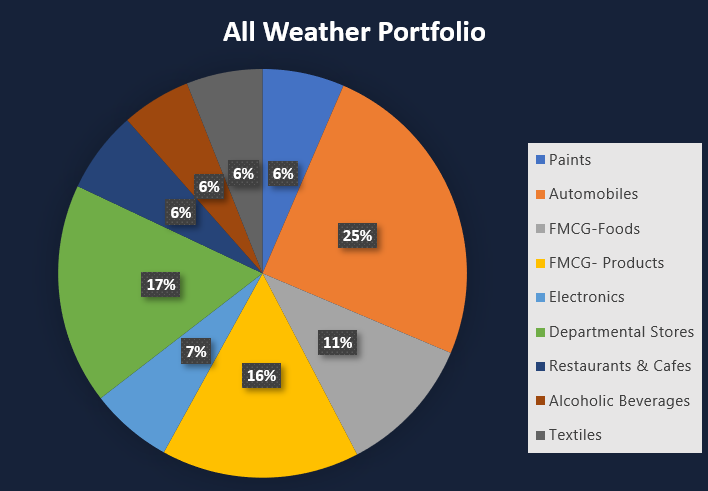 All Weather Portfolio
6%
6%
6%
6%
25%
17%
11%
7%
16%
Paints
Automobiles
FMCG-Foods
FMCG- Products
Electronics
Departmental Stores
Restaurants & Cafes
Alcoholic Beverages
Textiles